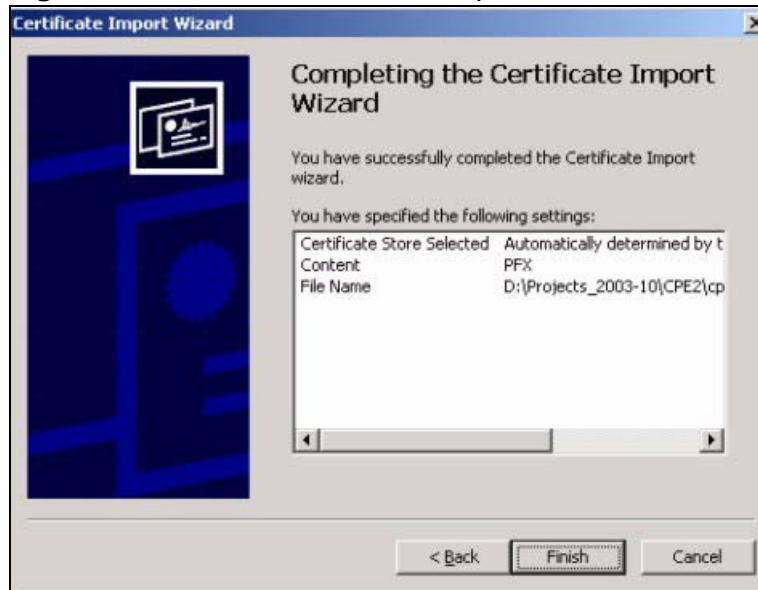 Certificate Import Wizard
Completing the Certificate Import
Wizard
You have successfully completed the Certificate Import
wizard.
You have specified the following settings:
Certificate Store Selected Automatically determined by t
Content PFX
File Name D:\Projects_2003-10\CPE2\cp
< Back Finish Cancel